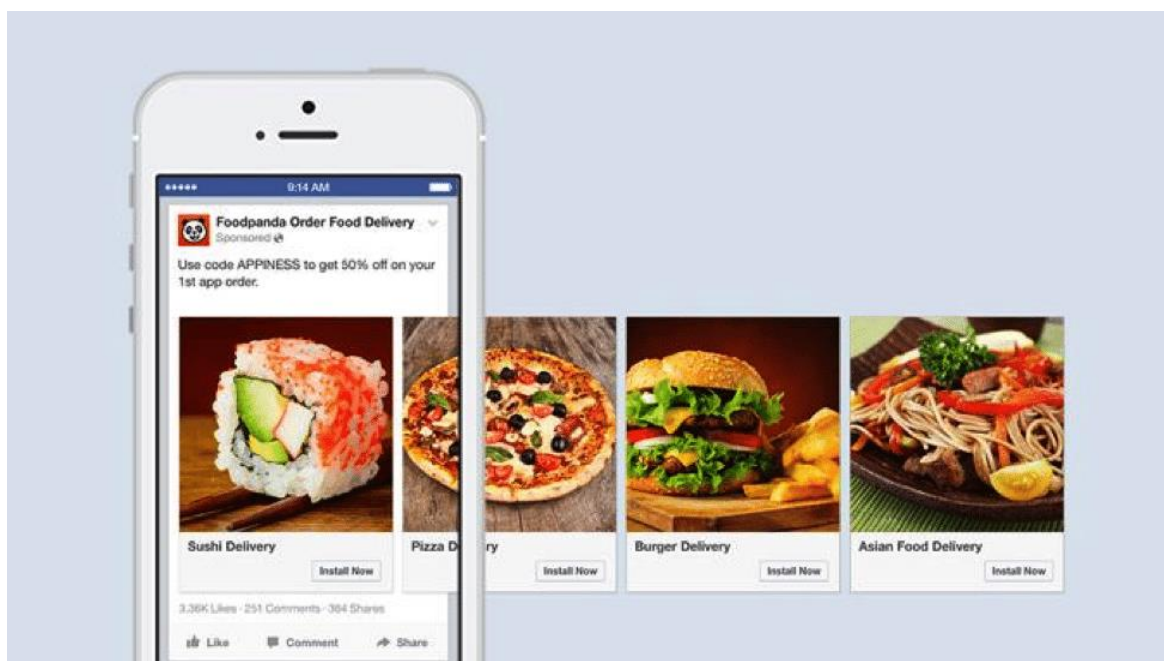 9:14 AM
Foodpanda Order Food Delivery
Sponsored
Use code APPINESS to get 50% off on your
1st app order.
Sushi Delivery
Pizza Delivery
Burger Delivery
Asian Food Delivery
Install Now
Install Now
Install Now
Install Now
3.36K Likes · 251 Comments · 364 Shares
Like
Comment
Share